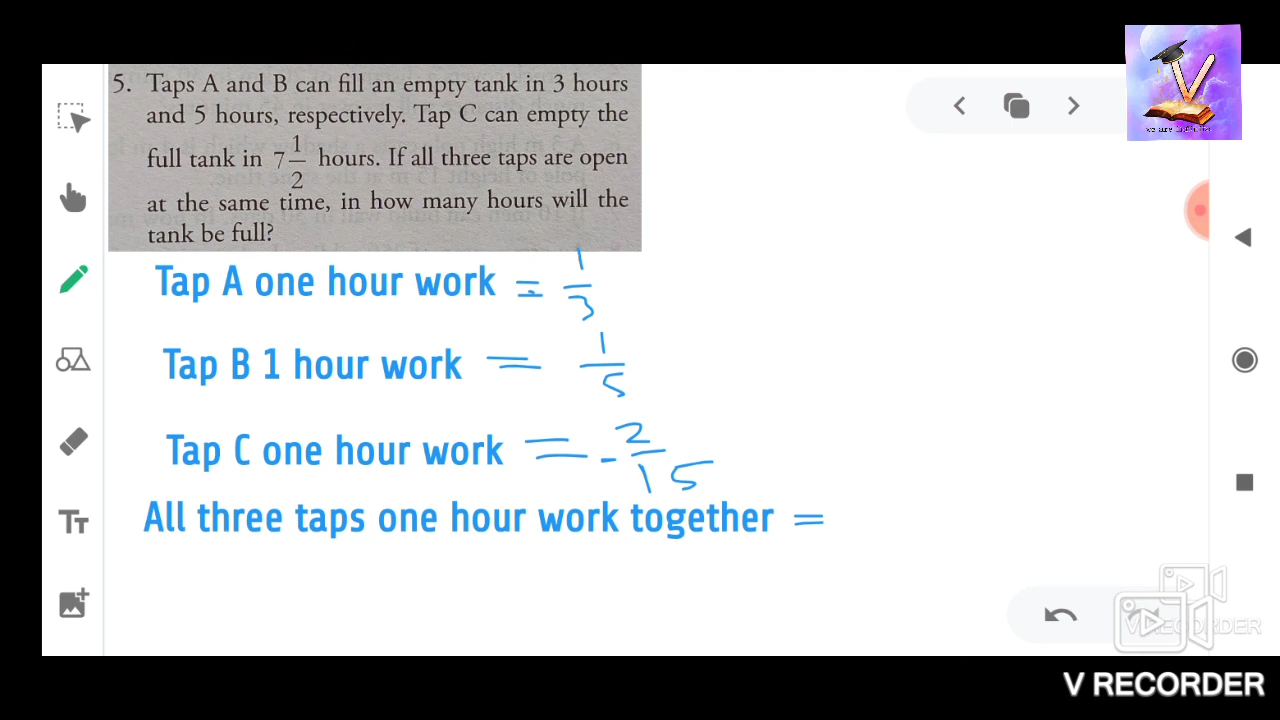 5. Taps A and B can fill an empty tank in 3 hours
and 5 hours, respectively. Tap C can empty the
full tank in 7 1/2 hours. If all three taps are open
at the same time, in how many hours will the
tank be full?
Tap A one hour work = 1/3
Tap B 1 hour work = 1/5
Tap C one hour work = - 2/15
All three taps one hour work together =
V
TT
V RECORDER
V RECORDER